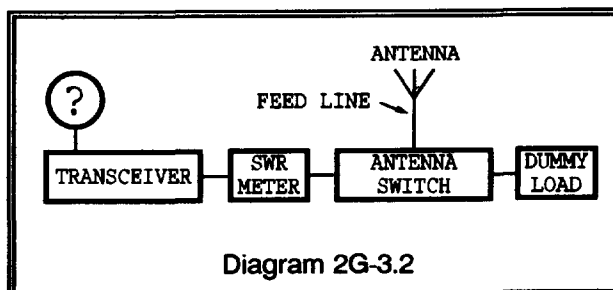 ANTENNA
?
FEED LINE
TRANSCEIVER
SWR
METER
ANTENNA
SWITCH
DUMMY
LOAD
Diagram 2G-3.2